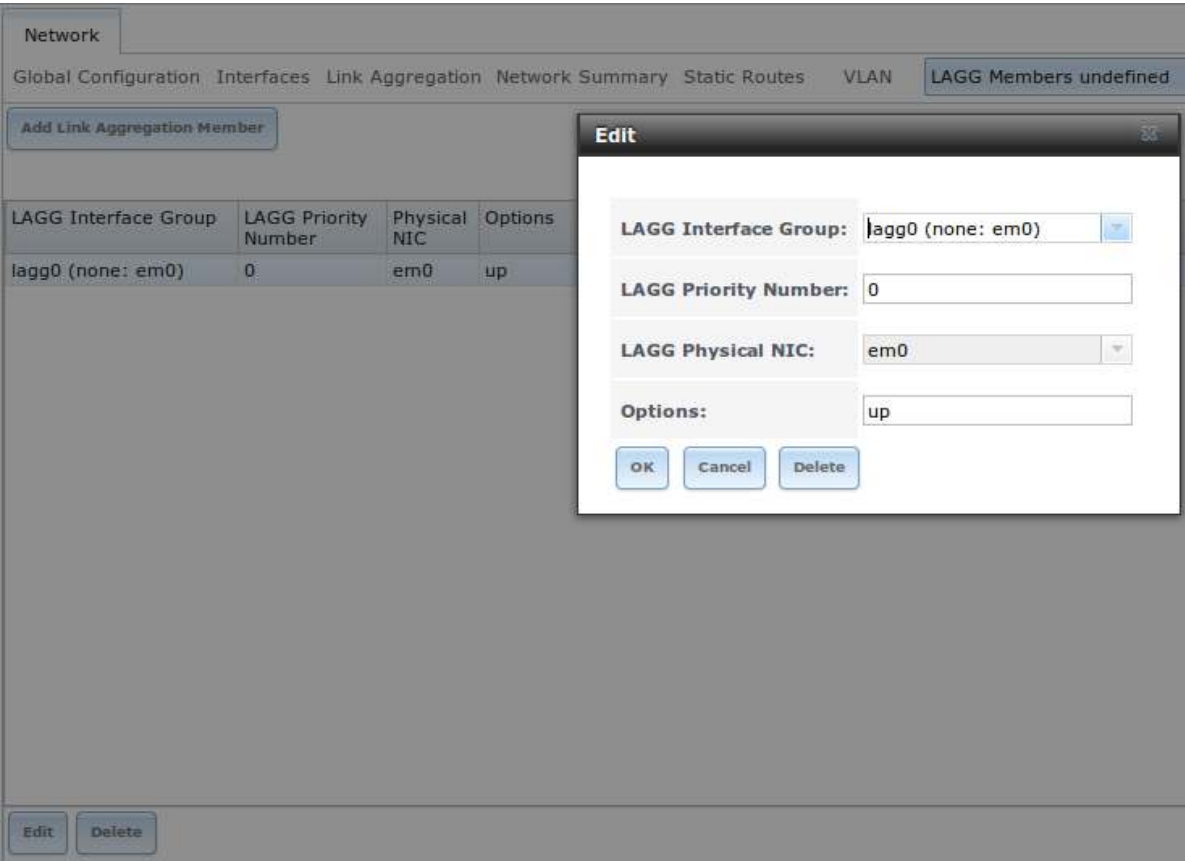 Network
Global Configuration Interfaces Link Aggregation Network Summary Static Routes VLAN LAGG Members undefined
Add Link Aggregation Member
LAGG Interface Group LAGG Priority Number Physical NIC Options
lagg0 (none: em0) 0 em0 up
Edit
LAGG Interface Group: lagg0 (none: em0)
LAGG Priority Number: 0
LAGG Physical NIC: em0
Options: up
OK Cancel Delete
Edit Delete